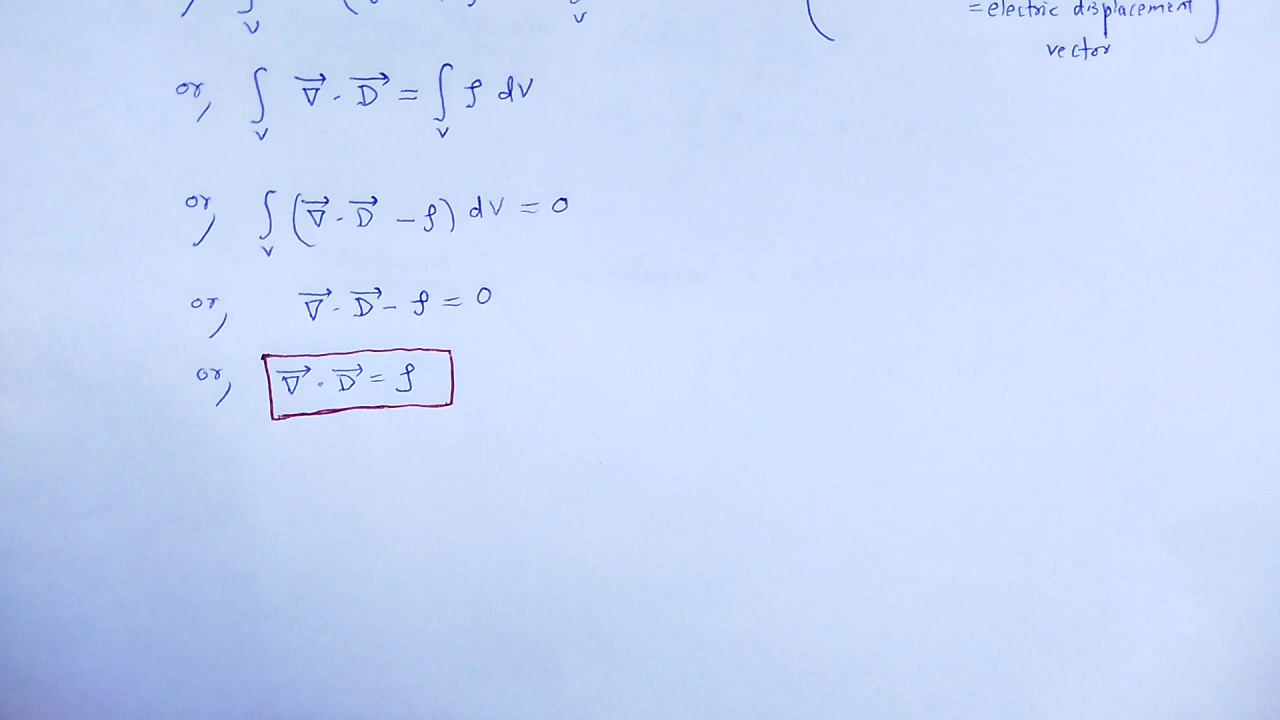 = electric displacement
vector
or, ∫_V ∇⃗ . D⃗ = ∫_V ρ dV
or, ∫_V (∇⃗ . D⃗ - ρ) dV = 0
or, ∇⃗ . D⃗ - ρ = 0
or, ∇⃗ . D⃗ = ρ